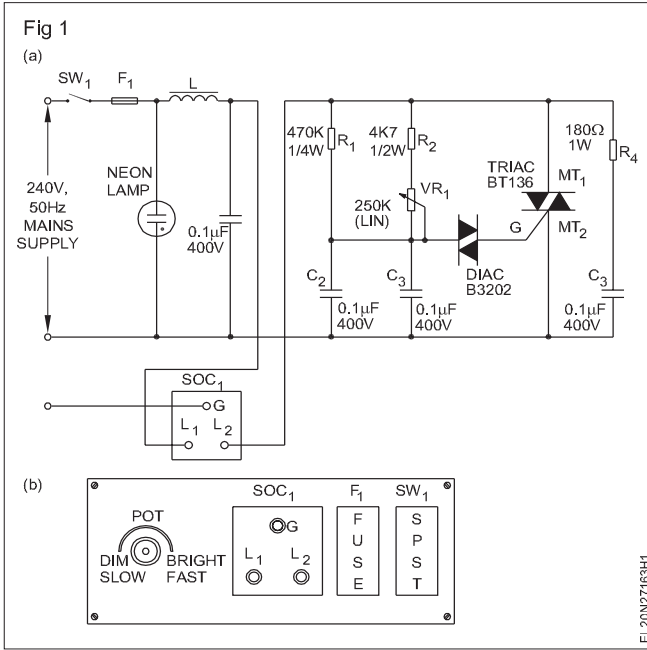 Fig 1
(a)
SW1 F1 L
240V,
50Hz
MAINS
SUPPLY
NEON
LAMP
0.1µF
400V
470K
1/4W
R1
4K7
1/2W
R2
VR1
250K
(LIN)
TRIAC
BT136
MT1
MT2
G
180Ω
1W
R4
DIAC
B3202
C2
0.1µF
400V
C3
0.1µF
400V
C3
0.1µF
400V
SOC1
G
L1 L2
(b)
POT
DIM BRIGHT
SLOW FAST
SOC1
G
L1 L2
F1
F
U
S
E
SW1
S
P
S
T
EL20N27163H1